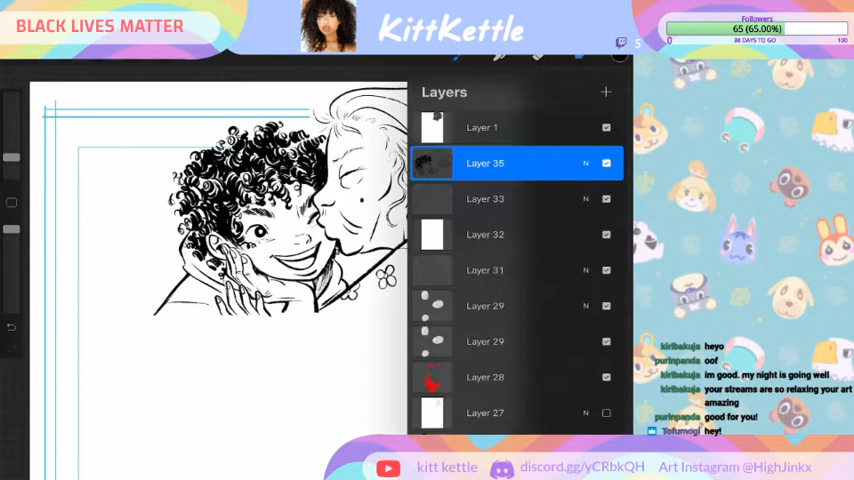 BLACK LIVES MATTER
KittKettle
5
Followers
65 (65.00%)
0
38 DAYS TO GO
100
Layers
Layer 1
Layer 35
N
Layer 33
N
Layer 32
Layer 31
N
Layer 29
N
Layer 29
Layer 28
Layer 27
N
kiribakuja heyo
purinpanda oof
kiribakuja im good. my night is going well
kiribakuja your streams are so relaxing your art
amazing
purinpanda good for you!
Tofumogi hey!
kitt kettle
discord.gg/yCRbkQH
Art Instagram @HighJinkx